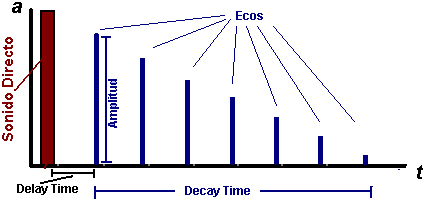 a
Ecos
Sonido Directo
Amplitud
t
Delay Time
Decay Time